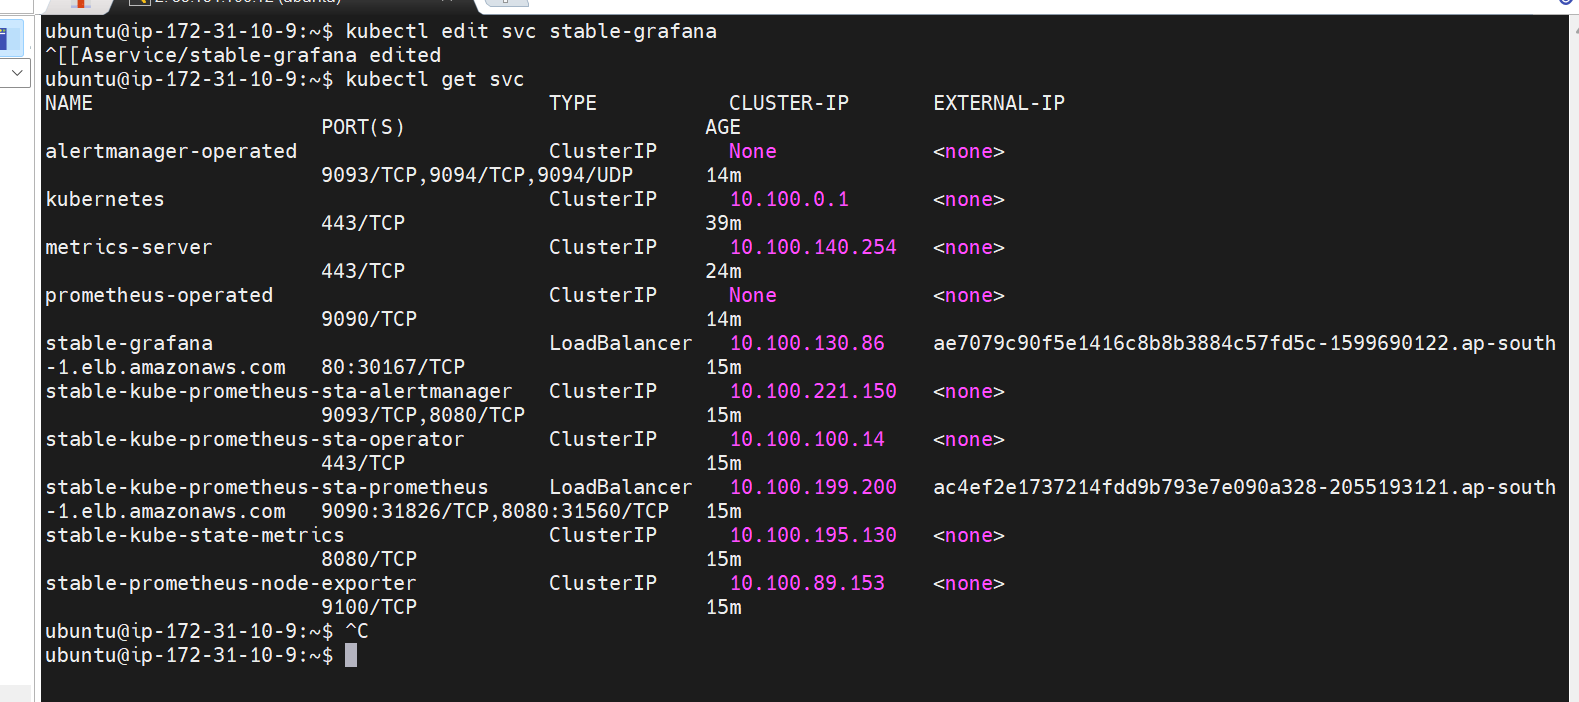 ubuntu@ip-172-31-10-9:~$ kubectl edit svc stable-grafana
^[[Aservice/stable-grafana edited
ubuntu@ip-172-31-10-9:~$ kubectl get svc
NAME                                      TYPE           CLUSTER-IP       EXTERNAL-IP
                       PORT(S)                         AGE
alertmanager-operated                     ClusterIP      None             <none>
                       9093/TCP,9094/TCP,9094/UDP      14m
kubernetes                                ClusterIP      10.100.0.1       <none>
                       443/TCP                         39m
metrics-server                            ClusterIP      10.100.140.254   <none>
                       443/TCP                         24m
prometheus-operated                       ClusterIP      None             <none>
                       9090/TCP                        14m
stable-grafana                            LoadBalancer   10.100.130.86    ae7079c90f5e1416c8b8b3884c57fd5c-1599690122.ap-south
-1.elb.amazonaws.com   80:30167/TCP                    15m
stable-kube-prometheus-sta-alertmanager   ClusterIP      10.100.221.150   <none>
                       9093/TCP,8080/TCP               15m
stable-kube-prometheus-sta-operator       ClusterIP      10.100.100.14    <none>
                       443/TCP                         15m
stable-kube-prometheus-sta-prometheus     LoadBalancer   10.100.199.200   ac4ef2e1737214fdd9b793e7e090a328-2055193121.ap-south
-1.elb.amazonaws.com   9090:31826/TCP,8080:31560/TCP   15m
stable-kube-state-metrics                 ClusterIP      10.100.195.130   <none>
                       8080/TCP                        15m
stable-prometheus-node-exporter           ClusterIP      10.100.89.153    <none>
                       9100/TCP                        15m
ubuntu@ip-172-31-10-9:~$ ^C
ubuntu@ip-172-31-10-9:~$